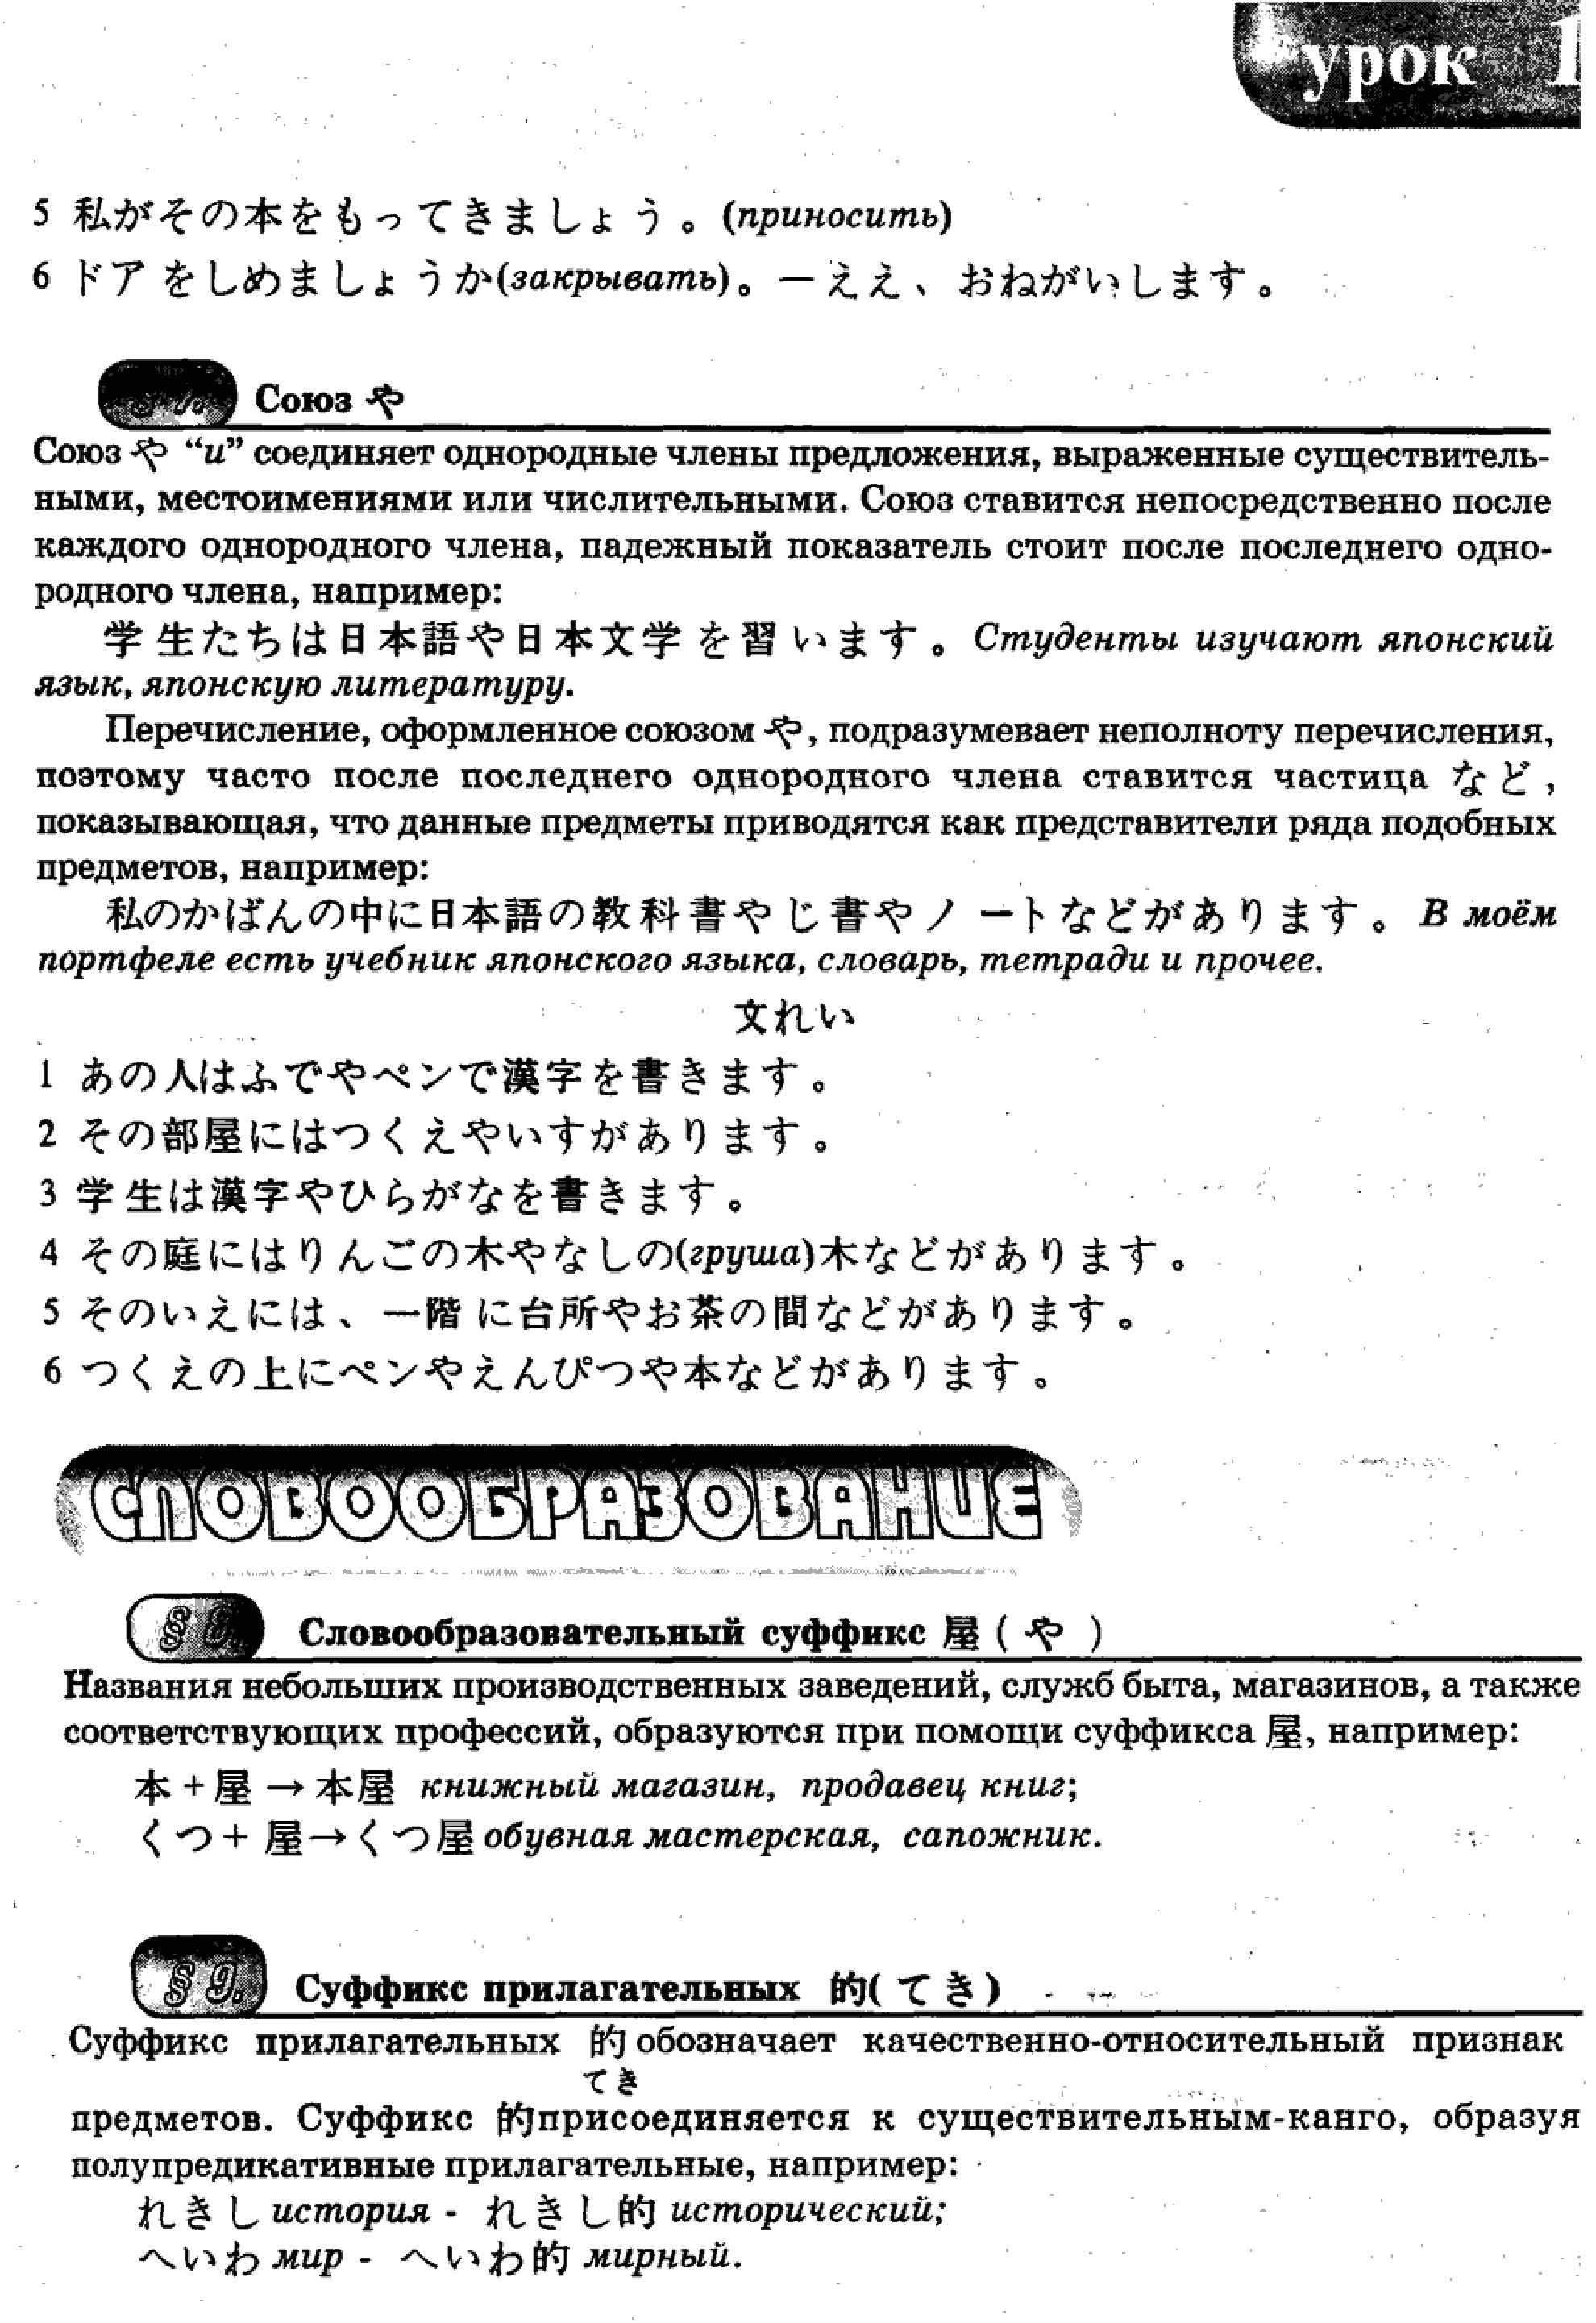 урок 1
5 私がその本をもってきましょう。(приносить)
6 ドアをしめましょうか(закрывать)。—ええ、おねがいします。
§ 7. Союз や
Союз や “и” соединяет однородные члены предложения, выраженные существитель-
ными, местоимениями или числительными. Союз ставится непосредственно после
каждого однородного члена, падежный показатель стоит после последнего одно-
родного члена, например:
学生たちは日本語や日本文学を習います。Студенты изучают японский
язык, японскую литературу.
Перечисление, оформленное союзом や, подразумевает неполноту перечисления,
поэтому часто после последнего однородного члена ставится частица など,
показывающая, что данные предметы приводятся как представители ряда подобных
предметов, например:
私のかばんの中に日本語の教科書やじ書やノートなどがあります。В моём
портфеле есть учебник японского языка, словарь, тетради и прочее.
文れい
1 あの人はふでやペンで漢字を書きます。
2 その部屋にはつくえやいすがあります。
3 学生は漢字やひらがなを書きます。
4 その庭にはりんごの木やなしの(груша)木などがあります。
5 そのいえには、一階に台所やお茶の間などがあります。
6 つくえの上にペンやえんぴつや本などがあります。
СЛОВООБРАЗОВАНИЕ
§ 8. Словообразовательный суффикс 屋(や)
Названия небольших производственных заведений, служб быта, магазинов, а также
соответствующих профессий, образуются при помощи суффикса 屋, например:
本+屋→本屋 книжный магазин, продавец книг;
くつ+屋→くつ屋 обувная мастерская, сапожник.
§ 9. Суффикс прилагательных 的(てき)
Суффикс прилагательных 的 обозначает качественно-относительный признак
てき
предметов. Суффикс 的присоединяется к существительным-канго, образуя
полупредикативные прилагательные, например:
れきし история - れきし的 исторический;
へいわ мир - へいわ的 мирный.